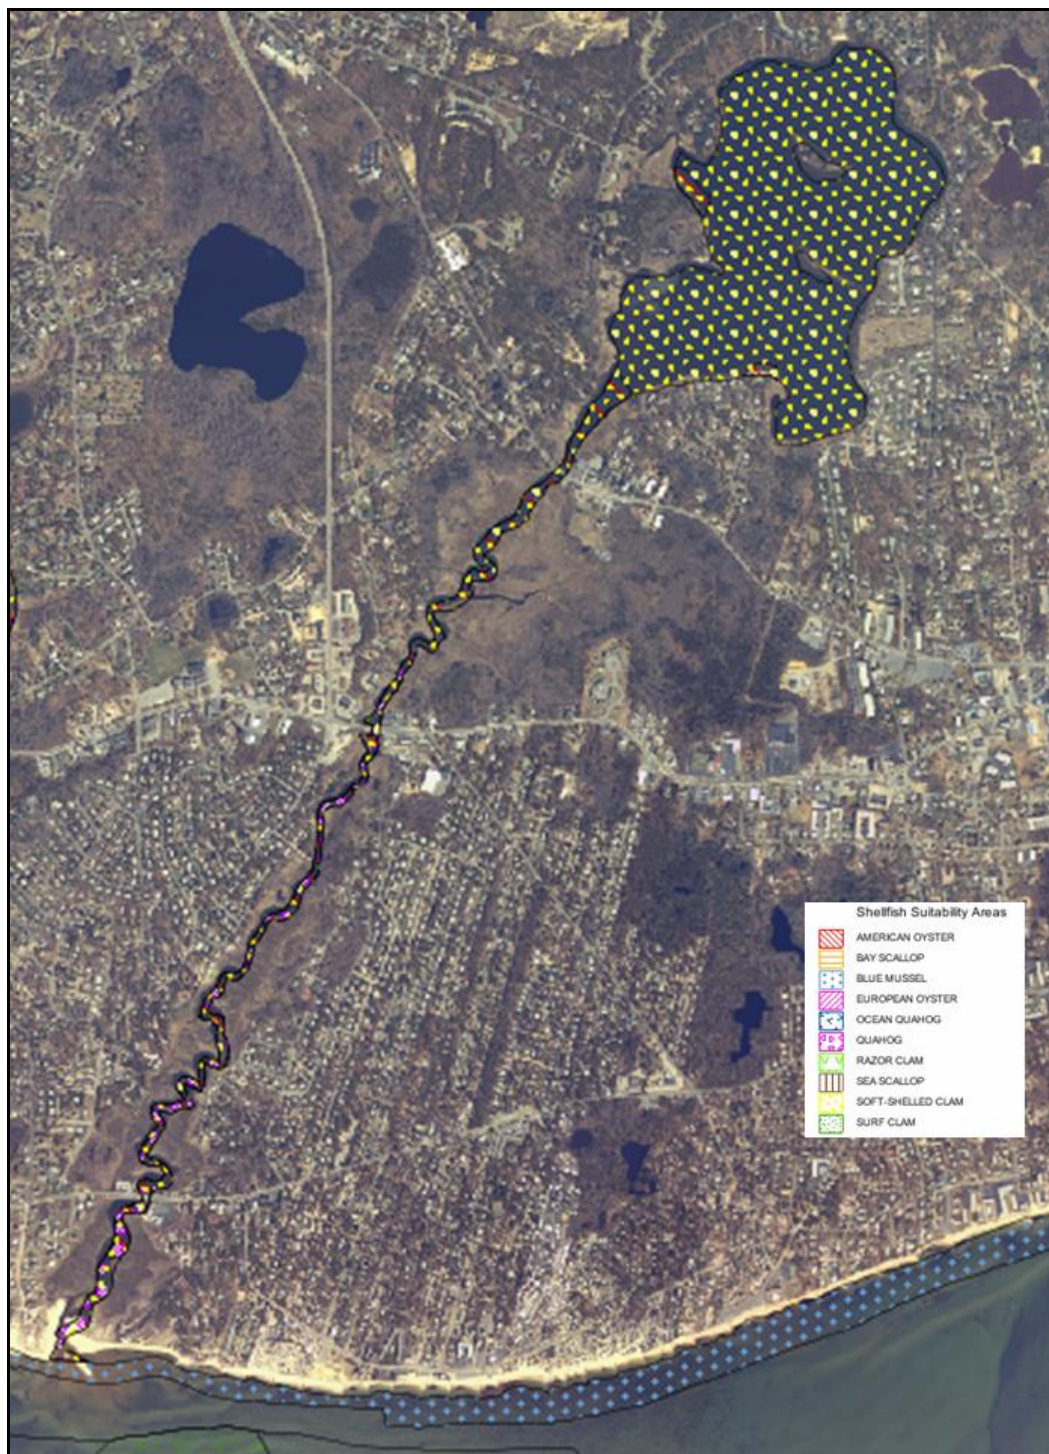 Shellfish Suitability Areas
AMERICAN OYSTER
BAY SCALLOP
BLUE MUSSEL
EUROPEAN OYSTER
OCEAN QUAHOG
QUAHOG
RAZOR CLAM
SEA SCALLOP
SOFT-SHELLED CLAM
SURF CLAM